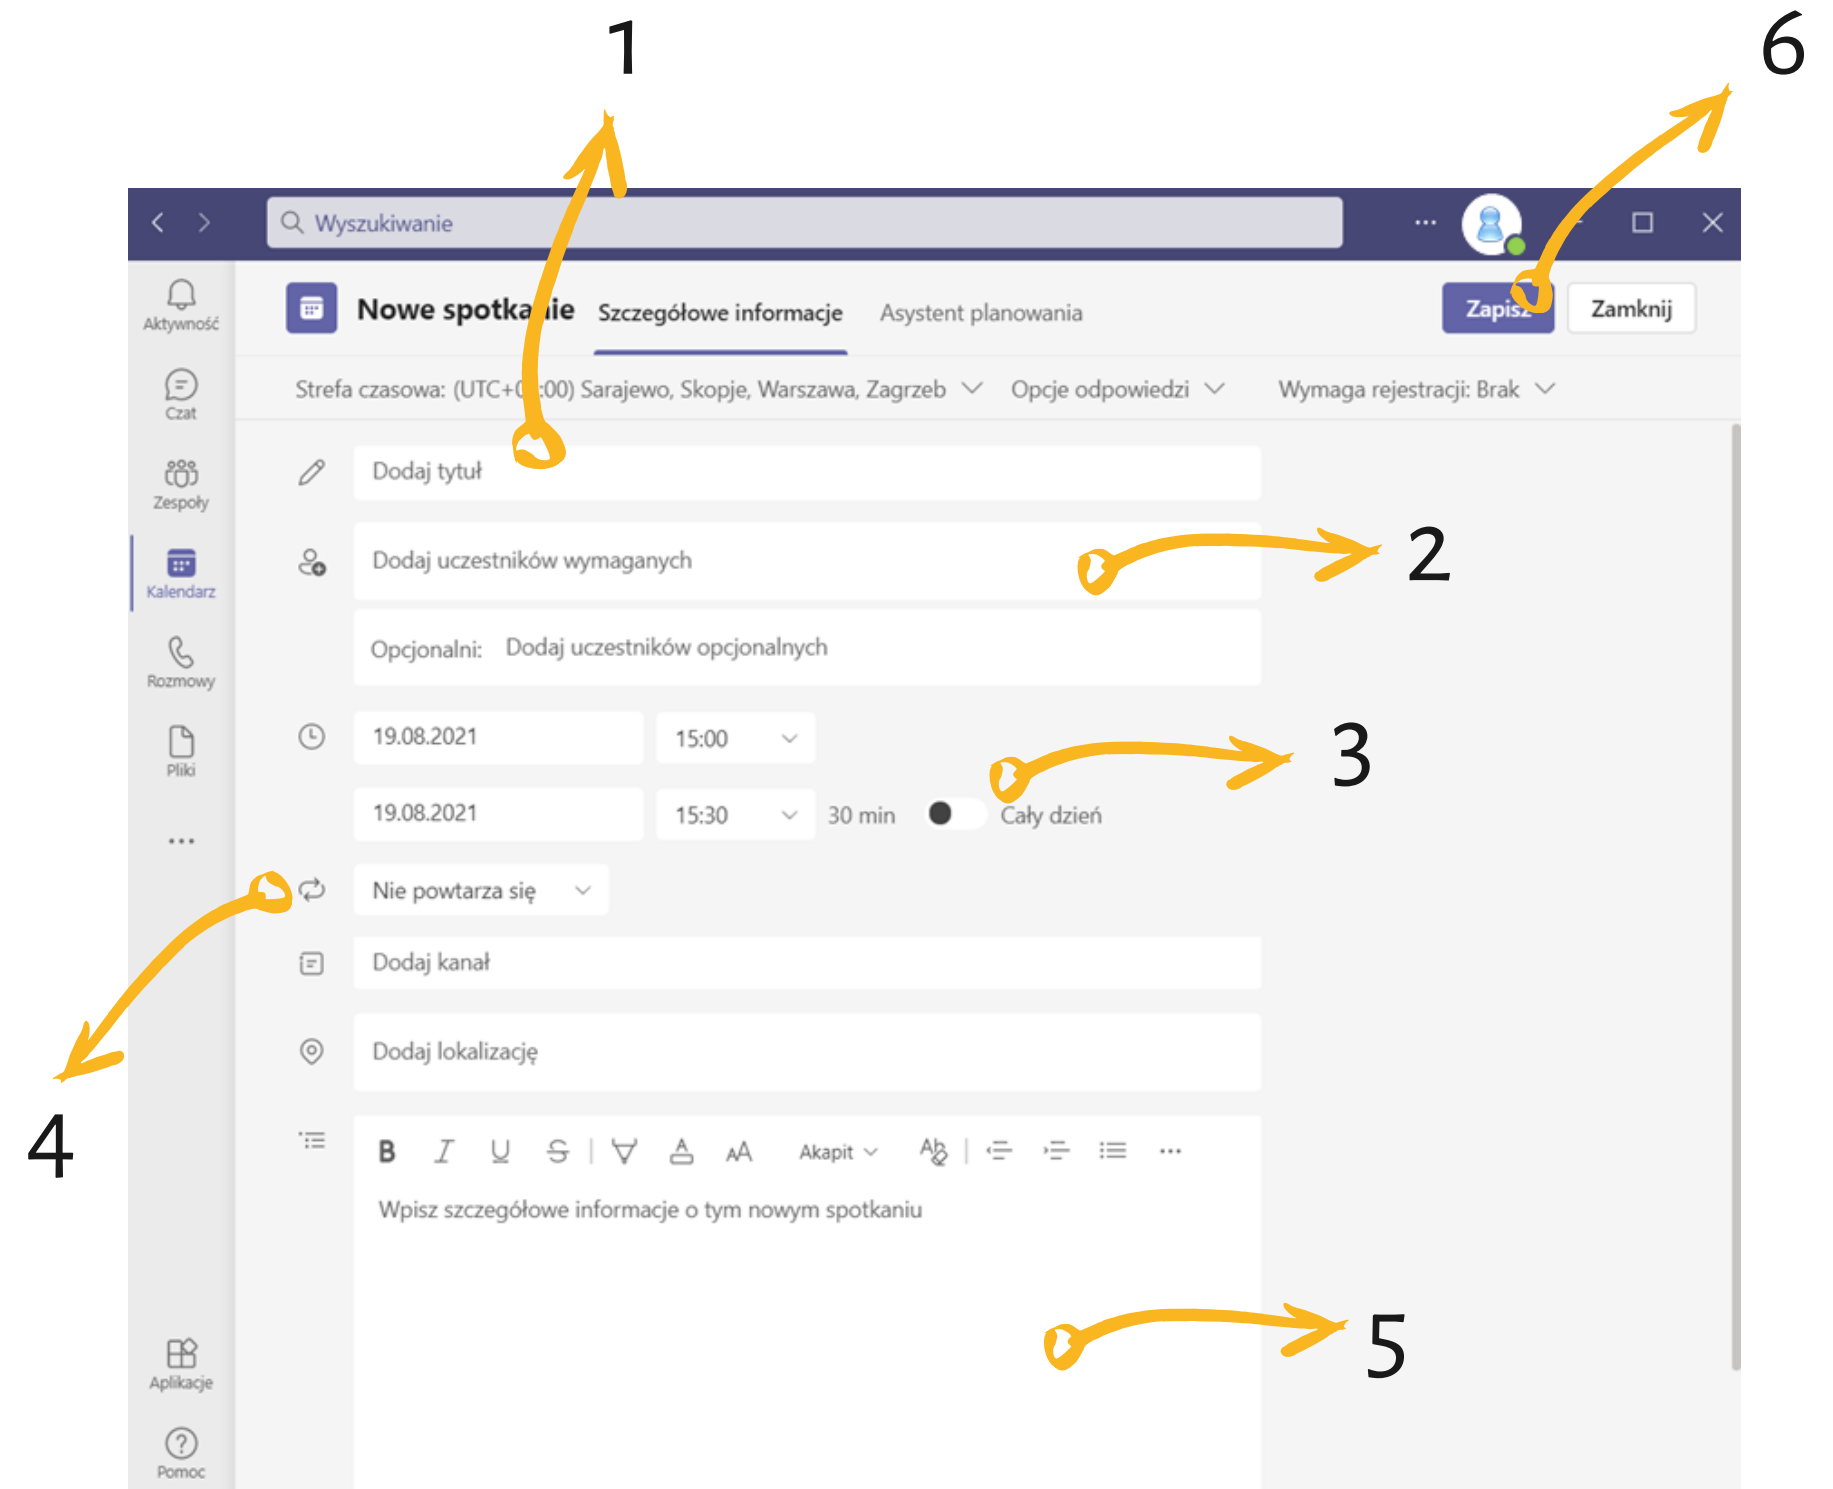 1
6
Wyszukiwanie
Aktywność
Nowe spotkanie Szczegółowe informacje Asystent planowania Zapisz Zamknij
Strefa czasowa: (UTC+0:00) Sarajewo, Skopje, Warszawa, Zagrzeb Opcje odpowiedzi Wymaga rejestracji: Brak
Czat
Dodaj tytuł
Zespoły
Dodaj uczestników wymaganych
2
Kalendarz
Opcjonalni: Dodaj uczestników opcjonalnych
Rozmowy
19.08.2021 15:00
3
Pliki
19.08.2021 15:30 30 min Cały dzień
Nie powtarza się
Dodaj kanał
Dodaj lokalizację
4
B I U S A AA Akapit Ab
Wpisz szczegółowe informacje o tym nowym spotkaniu
5
Aplikacje
Pomoc